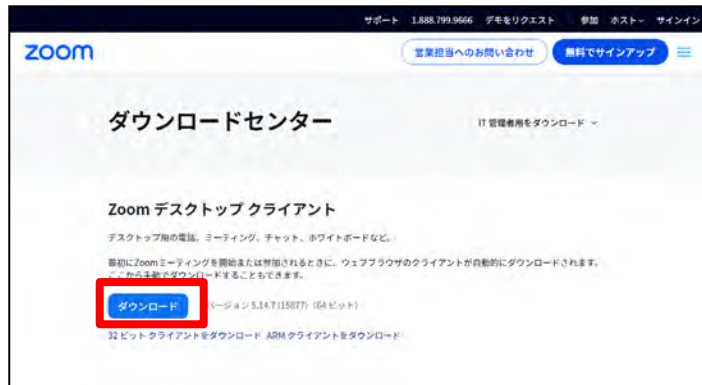 サポート 1.888.799.9666 デモをリクエスト 参加 ホスト サインイン
zoom 営業担当へのお問い合わせ 無料でサインアップ
ダウンロードセンター IT 管理者用をダウンロード
Zoom デスクトップ クライアント
デスクトップ用の電話、ミーティング、チャット、ホワイトボードなど。
最初にZoomミーティングを開始または参加されるときに、ウェブブラウザのクライアントが自動的にダウンロードされます。
ここから手動でダウンロードすることもできます。
ダウンロード バージョン 5.14.7 (15877) (64 ビット)
32 ビット クライアントをダウンロード ARM クライアントをダウンロード